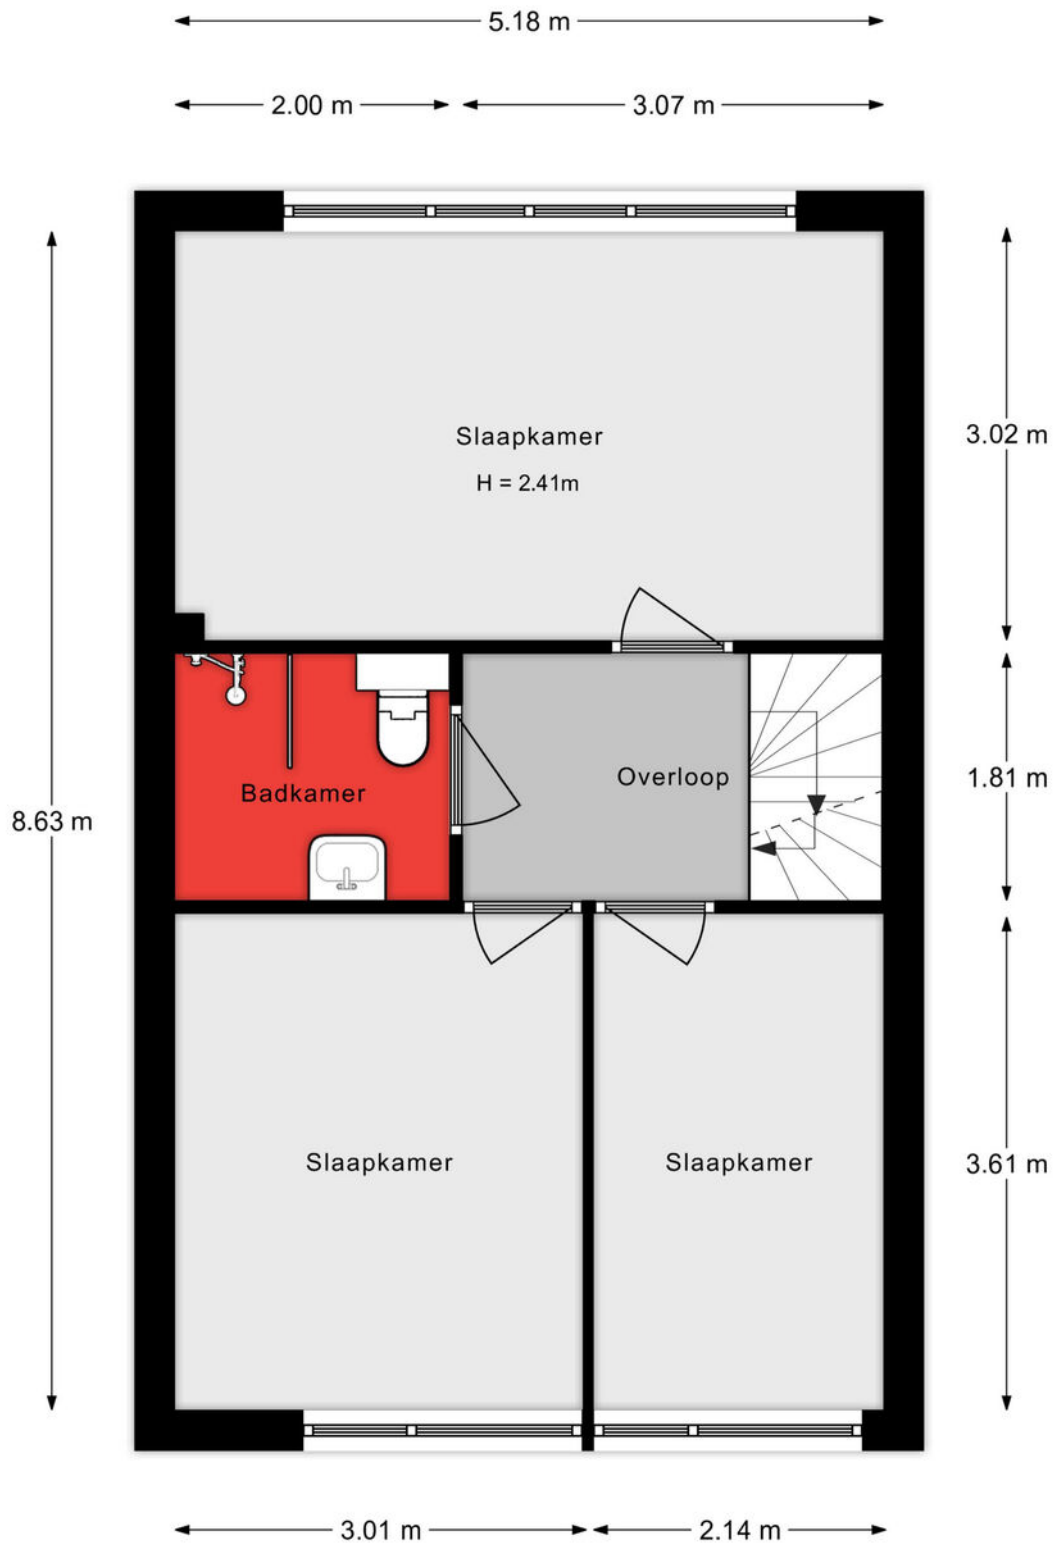 5.18 m
2.00 m
3.07 m
Slaapkamer
H = 2.41m
3.02 m
Overloop
1.81 m
Badkamer
8.63 m
Slaapkamer
Slaapkamer
3.61 m
3.01 m
2.14 m